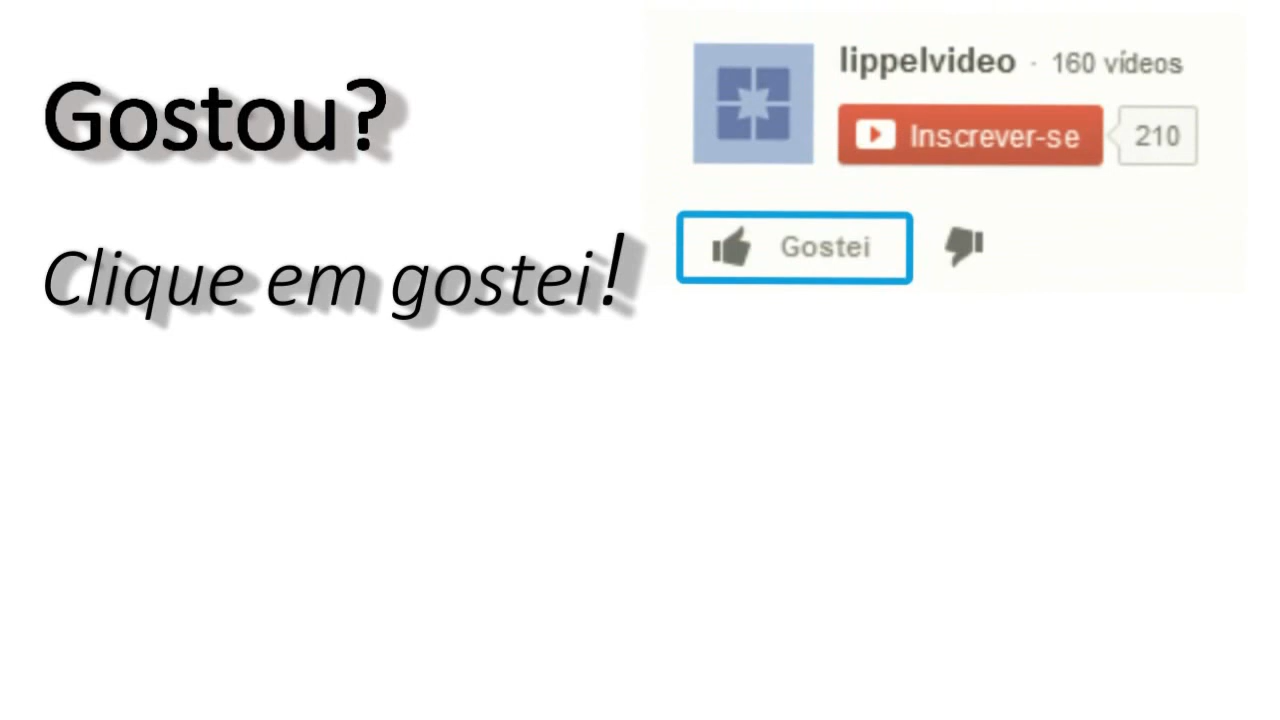 Gostou?
Clique em gostei!
lippelvideo · 160 vídeos
Inscrever-se 210
Gostei